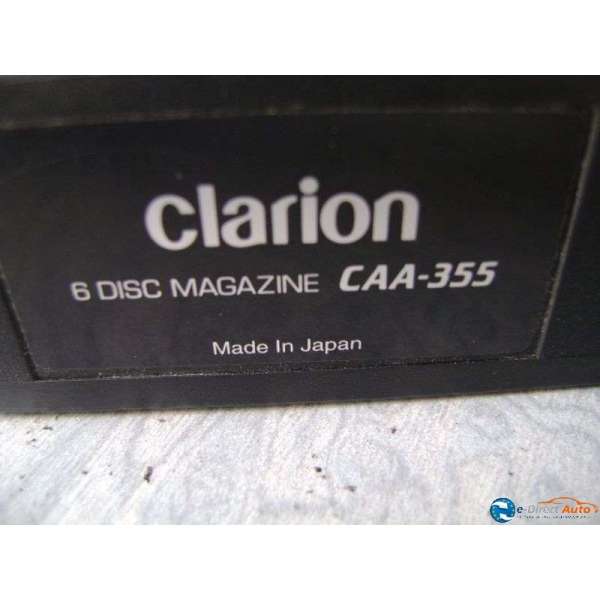 clarion
6 DISC MAGAZINE CAA-355
Made In Japan
e-Direct Auto